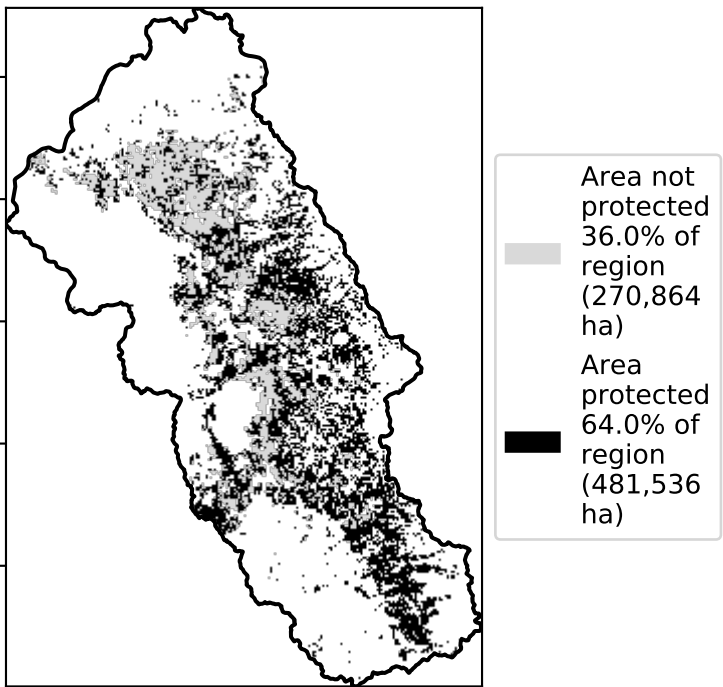 Area not
protected
36.0% of
region
(270,864
ha)
Area
protected
64.0% of
region
(481,536
ha)